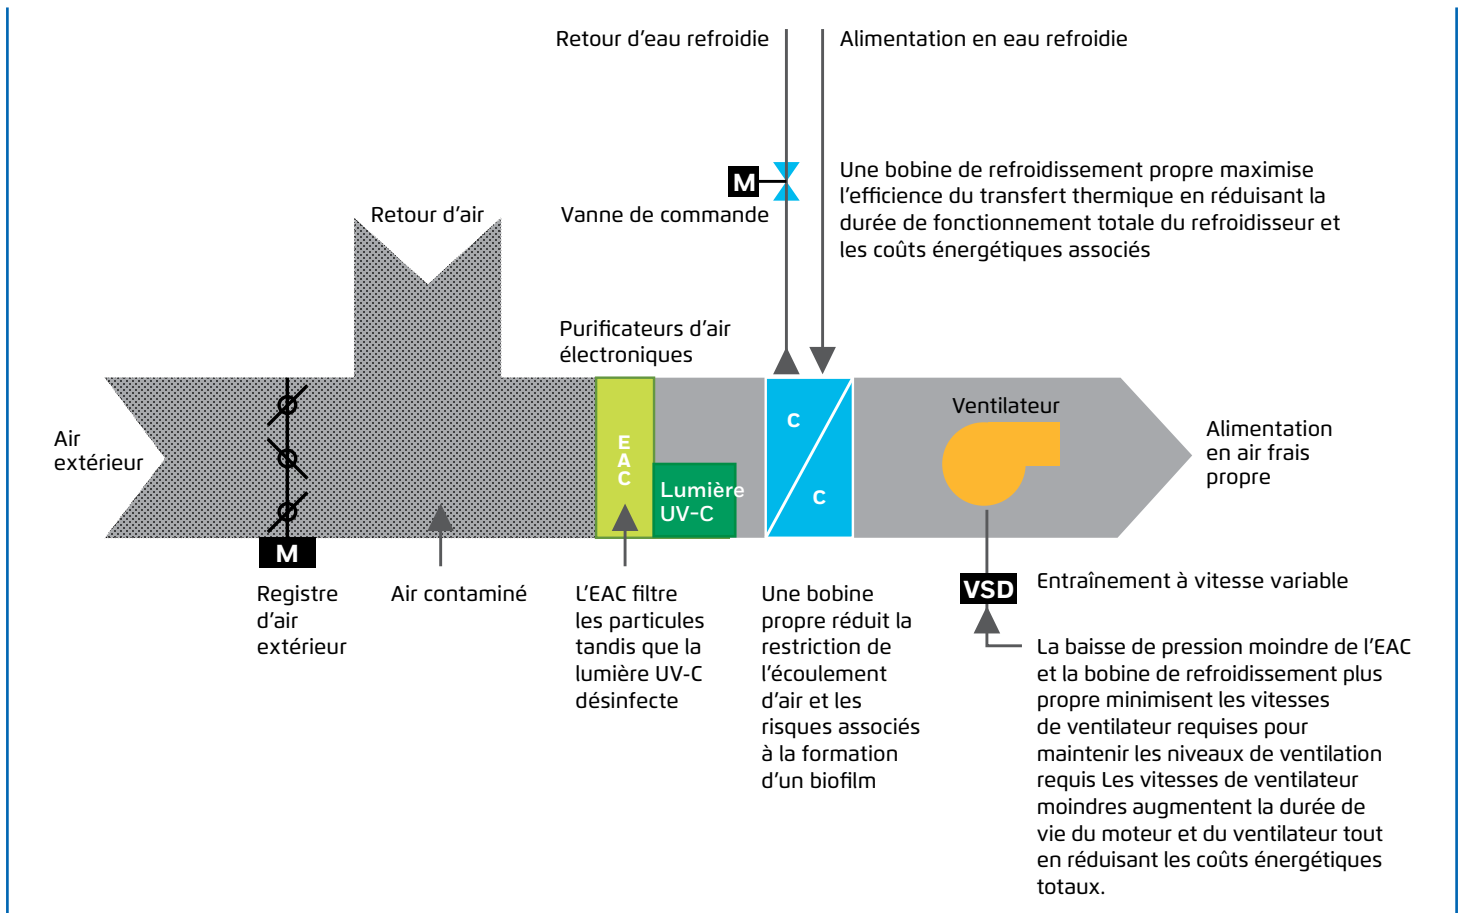 Retour d’eau refroidie
Alimentation en eau refroidie
M
Vanne de commande
Une bobine de refroidissement propre maximise
l’efficience du transfert thermique en réduisant la
durée de fonctionnement totale du refroidisseur et
les coûts énergétiques associés
Retour d’air
Purificateurs d’air
électroniques
Air
extérieur
EAC
Lumière
UV-C
C
C
Ventilateur
Alimentation
en air frais
propre
M
Registre
d’air
extérieur
Air contaminé
L’EAC filtre
les particules
tandis que la
lumière UV-C
désinfecte
Une bobine
propre réduit la
restriction de
l’écoulement
d’air et les
risques associés
à la formation
d’un biofilm
VSD
Entraînement à vitesse variable
La baisse de pression moindre de l’EAC
et la bobine de refroidissement plus
propre minimisent les vitesses
de ventilateur requises pour
maintenir les niveaux de ventilation
requis Les vitesses de ventilateur
moindres augmentent la durée de
vie du moteur et du ventilateur tout
en réduisant les coûts énergétiques
totaux.